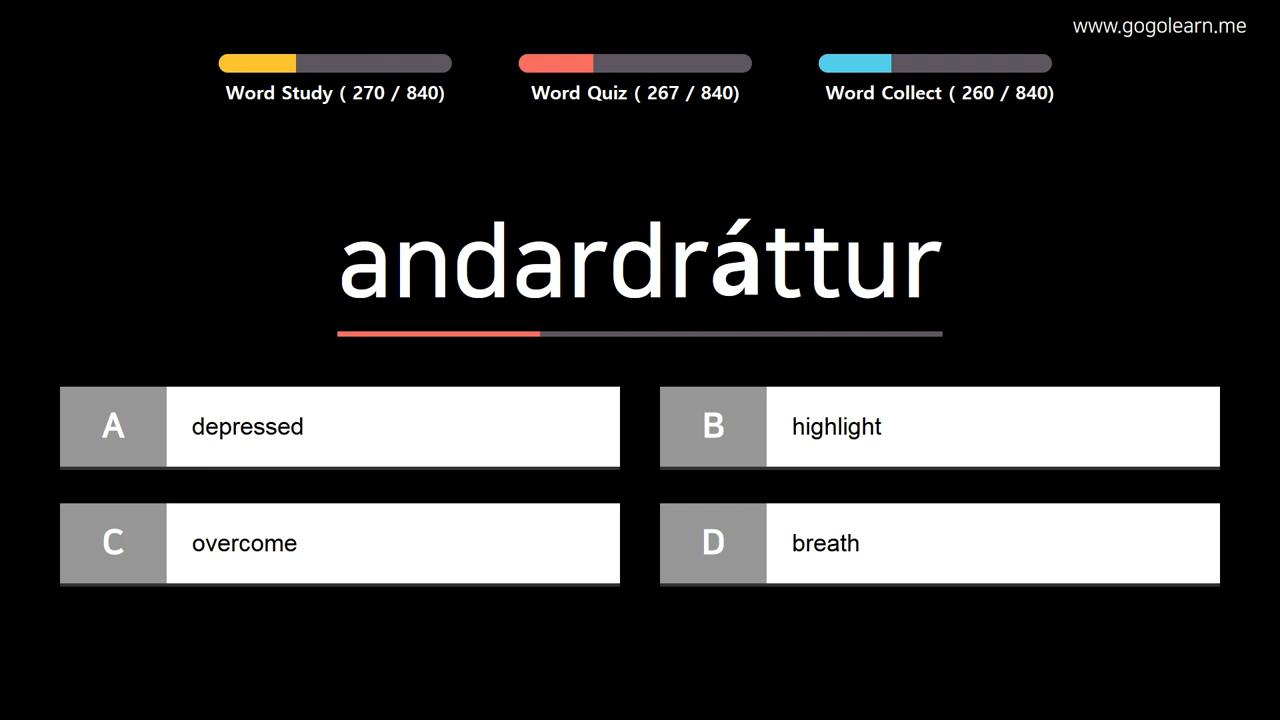 www.gogolearn.me
Word Study ( 270 / 840)
Word Quiz ( 267 / 840)
Word Collect ( 260 / 840)
andardráttur
A depressed
B highlight
C overcome
D breath